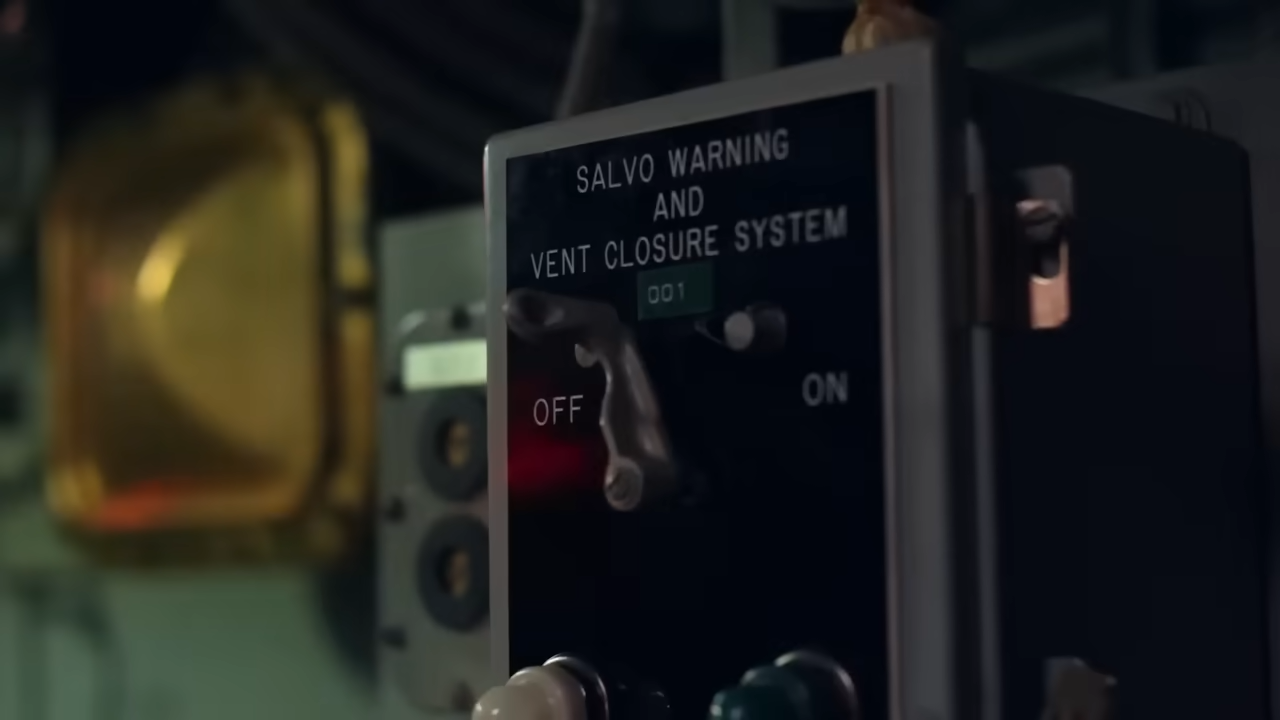 SALVO WARNING
AND
VENT CLOSURE SYSTEM
001
OFF
ON